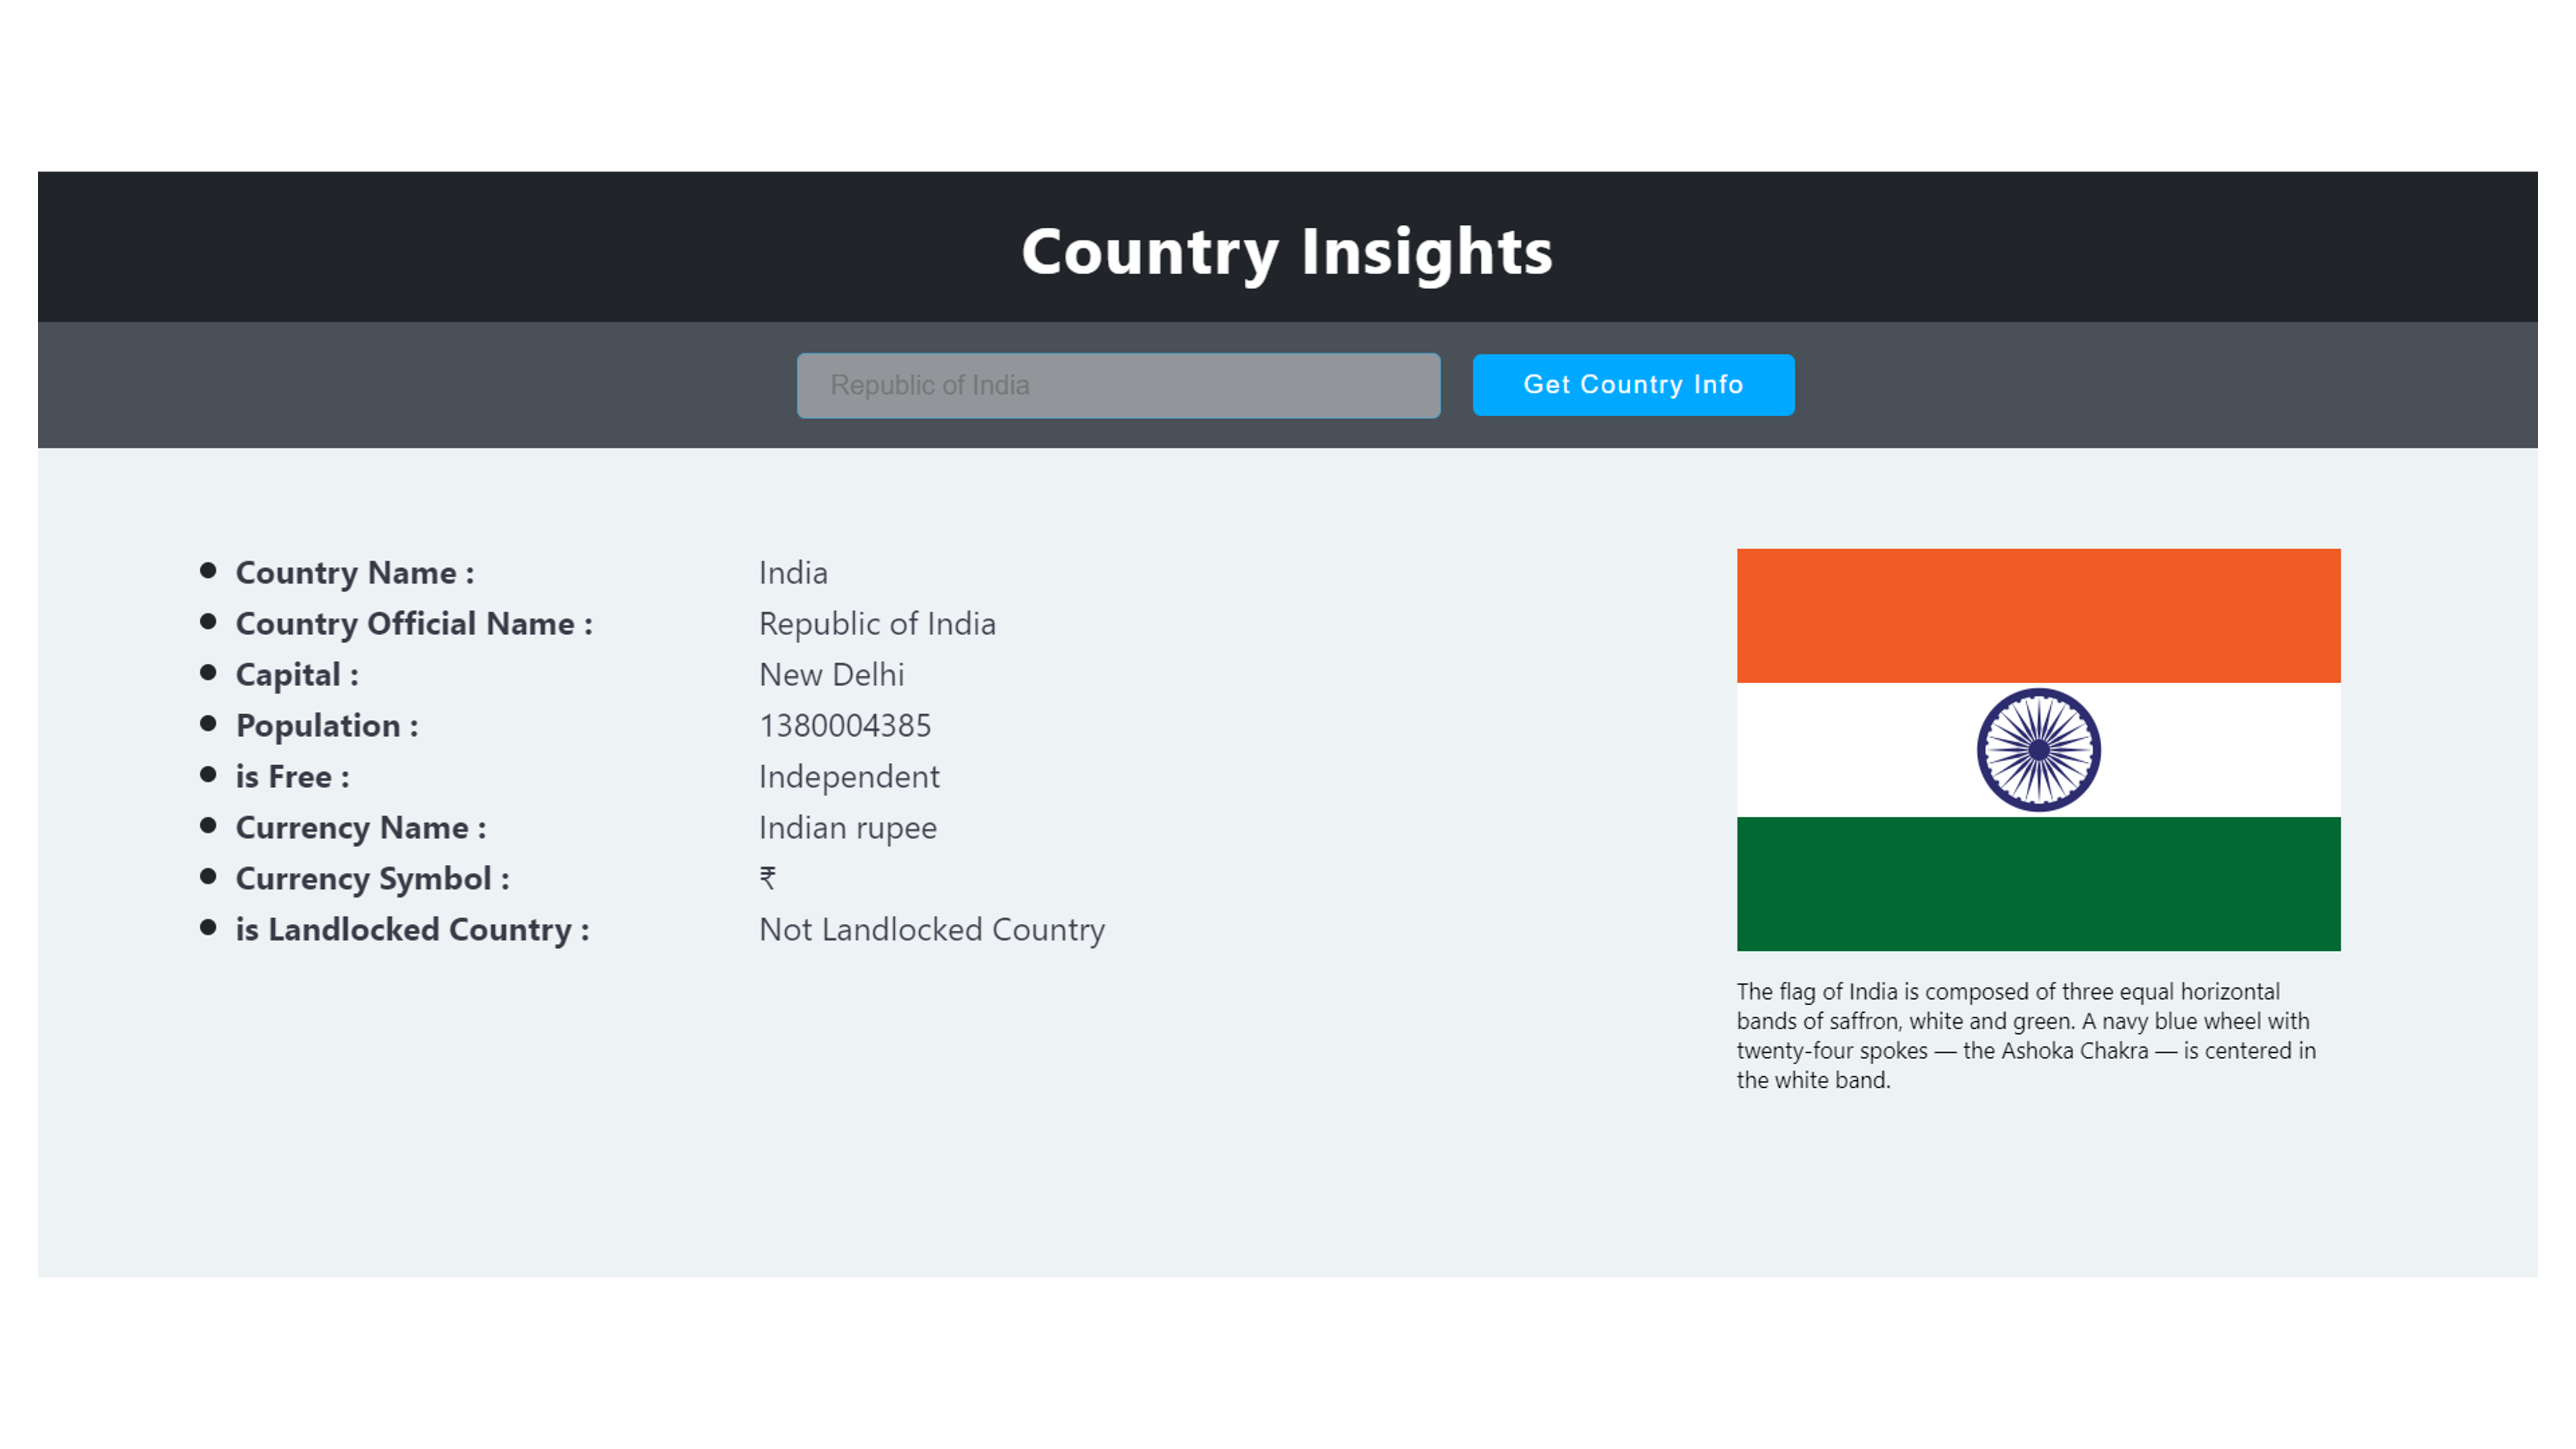 Country Insights
Republic of India
Get Country Info
Country Name : India
Country Official Name : Republic of India
Capital : New Delhi
Population : 1380004385
is Free : Independent
Currency Name : Indian rupee
Currency Symbol : ₹
is Landlocked Country : Not Landlocked Country
The flag of India is composed of three equal horizontal
bands of saffron, white and green. A navy blue wheel with
twenty-four spokes — the Ashoka Chakra — is centered in
the white band.